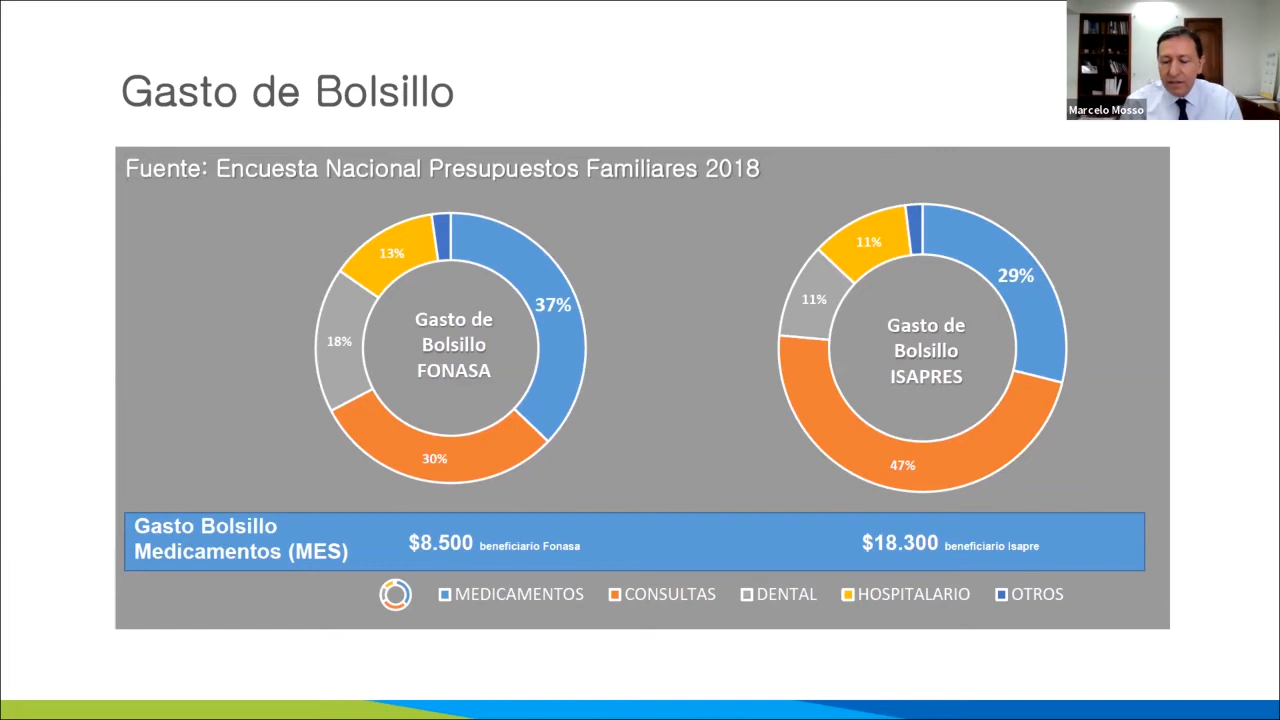 Gasto de Bolsillo
Marcelo Mosso
Fuente: Encuesta Nacional Presupuestos Familiares 2018
13%
37%
18%
30%
Gasto de
Bolsillo
FONASA
11%
29%
11%
47%
Gasto de
Bolsillo
ISAPRES
Gasto Bolsillo
Medicamentos (MES)
$8.500 beneficiario Fonasa
$18.300 beneficiario Isapre
MEDICAMENTOS CONSULTAS DENTAL HOSPITALARIO OTROS